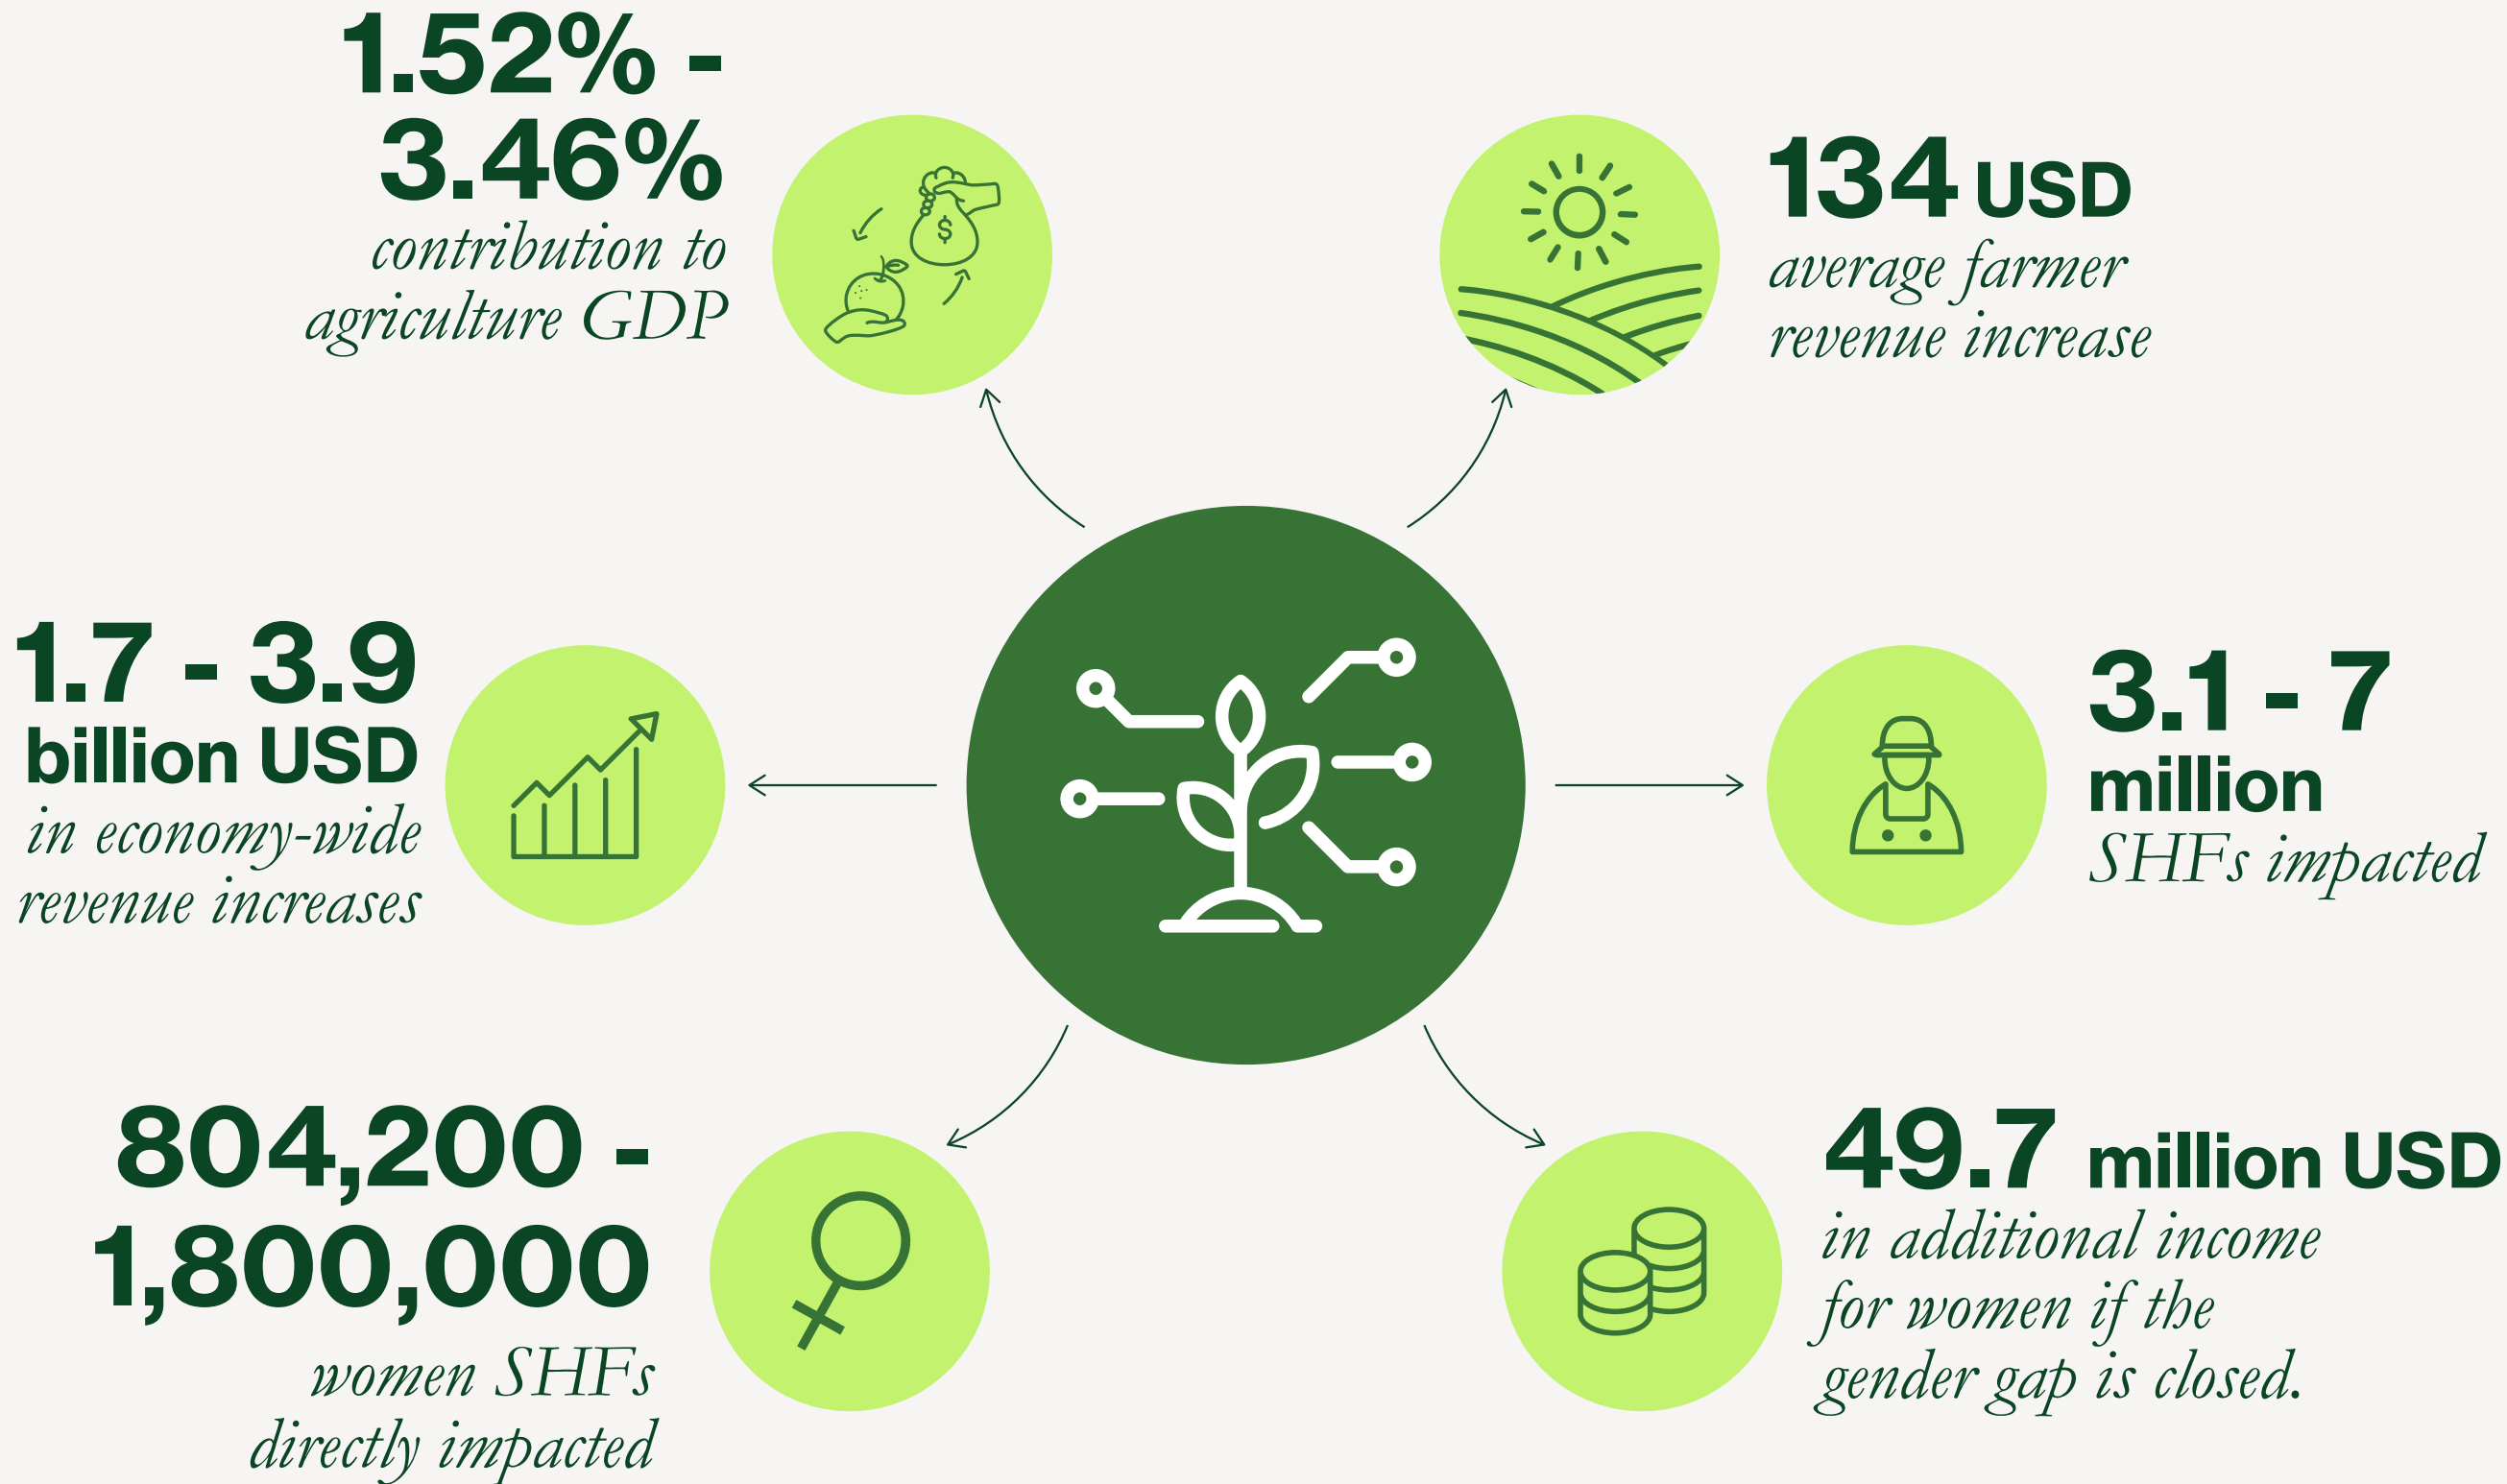 1.52% -
3.46%
contribution to
agriculture GDP
$
134 USD
average farmer
revenue increase
1.7 - 3.9
billion USD
in economy-wide
revenue increases
3.1 - 7
million
SHFs impacted
804,200 -
1,800,000
women SHFs
directly impacted
49.7 million USD
in additional income
for women if the
gender gap is closed.